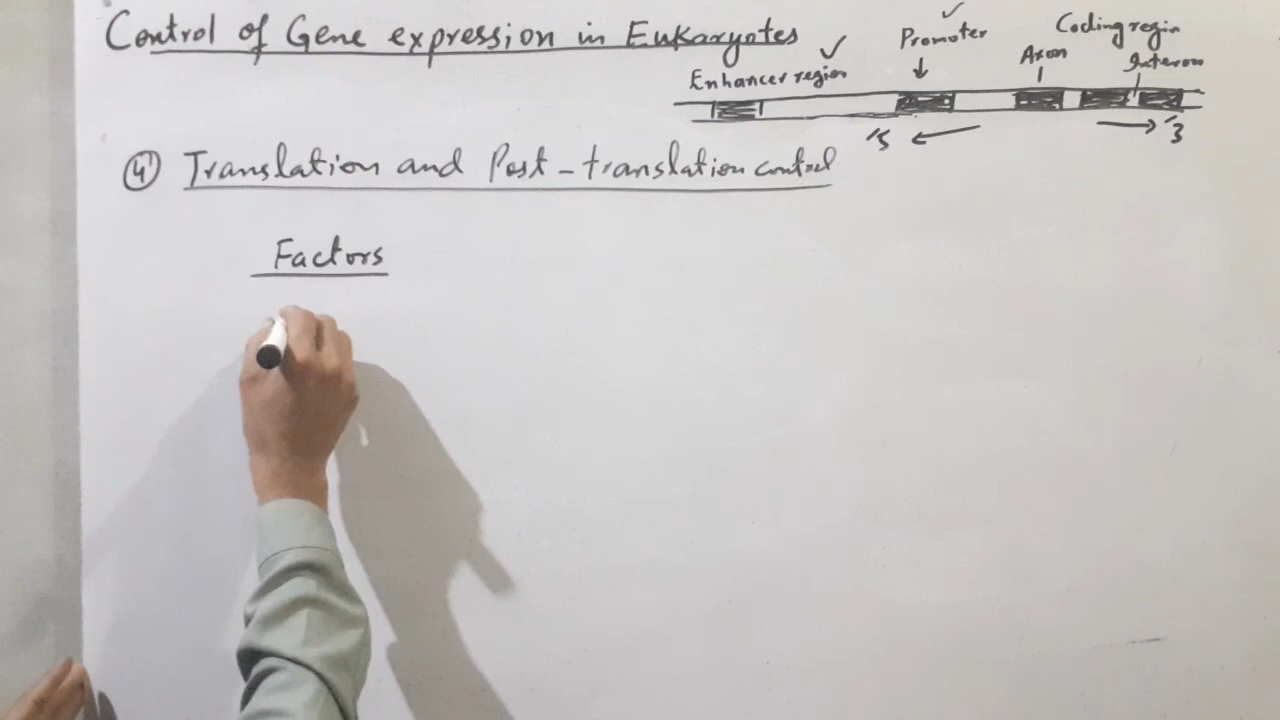 Control of Gene expression in Eukaryotes
Enhancer region
Promoter
Coding regin
Axon
Interon
'5
'3
4 Translation and Post-translation control
Factors